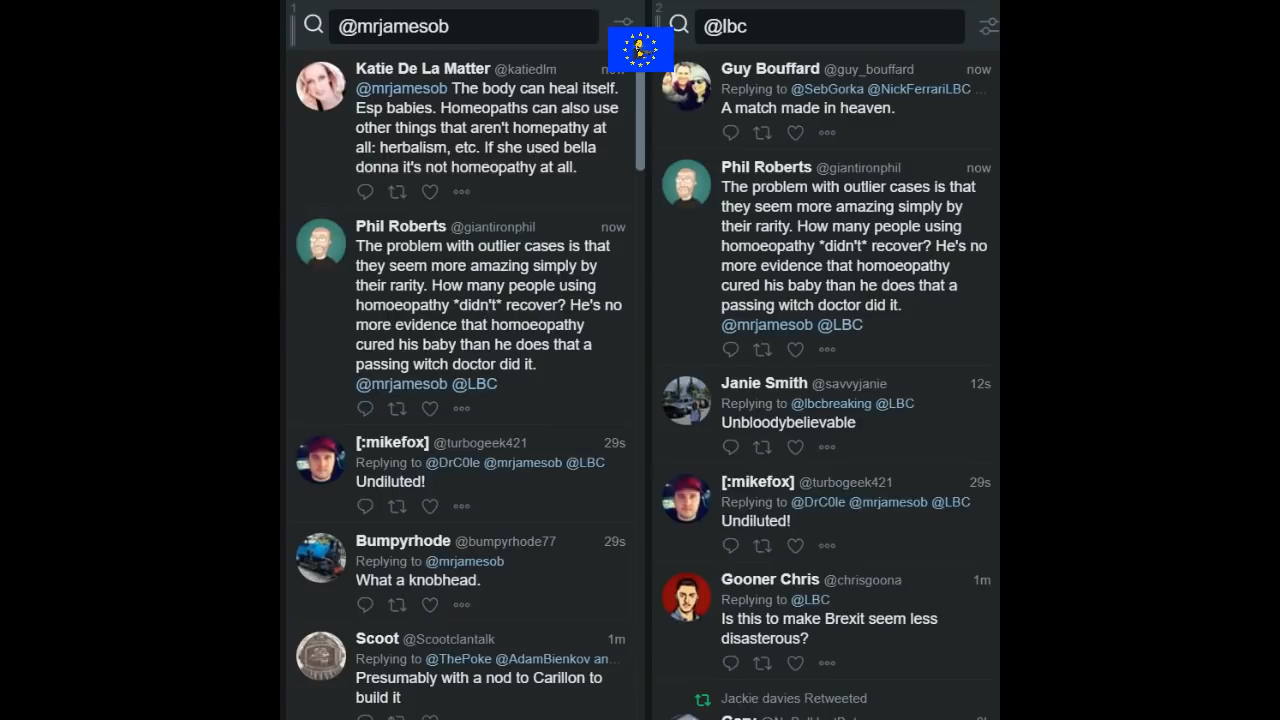 1
@mrjamesob
Katie De La Matter @katiedlm now
@mrjamesob The body can heal itself.
Esp babies. Homeopaths can also use
other things that aren't homepathy at
all: herbalism, etc. If she used bella
donna it's not homeopathy at all.
Phil Roberts @giantironphil now
The problem with outlier cases is that
they seem more amazing simply by
their rarity. How many people using
homoeopathy *didn't* recover? He's no
more evidence that homoeopathy
cured his baby than he does that a
passing witch doctor did it.
@mrjamesob @LBC
[:mikefox] @turbogeek421 29s
Replying to @DrC0le @mrjamesob @LBC
Undiluted!
Bumpyrhode @bumpyrhode77 29s
Replying to @mrjamesob
What a knobhead.
Scoot @Scootclantalk 1m
Replying to @ThePoke @AdamBienkov an...
Presumably with a nod to Carillon to
build it
2
@lbc
Guy Bouffard @guy_bouffard now
Replying to @SebGorka @NickFerrariLBC ...
A match made in heaven.
Phil Roberts @giantironphil now
The problem with outlier cases is that
they seem more amazing simply by
their rarity. How many people using
homoeopathy *didn't* recover? He's no
more evidence that homoeopathy
cured his baby than he does that a
passing witch doctor did it.
@mrjamesob @LBC
Janie Smith @savvyjanie 12s
Replying to @lbcbreaking @LBC
Unbloodybelievable
[:mikefox] @turbogeek421 29s
Replying to @DrC0le @mrjamesob @LBC
Undiluted!
Gooner Chris @chrisgoona 1m
Replying to @LBC
Is this to make Brexit seem less
disasterous?
Jackie davies Retweeted